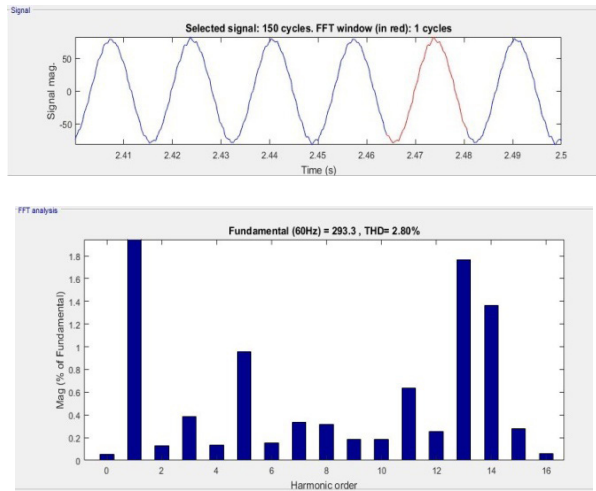 Signal
Selected signal: 150 cycles. FFT window (in red): 1 cycles
Signal mag.
50
0
-50
2.41 2.42 2.43 2.44 2.45 2.46 2.47 2.48 2.49 2.5
Time (s)
FFT analysis
Fundamental (60Hz) = 293.3 , THD= 2.80%
Mag (% of Fundamental)
1.8
1.6
1.4
1.2
1
0.8
0.6
0.4
0.2
0
0 2 4 6 8 10 12 14 16
Harmonic order